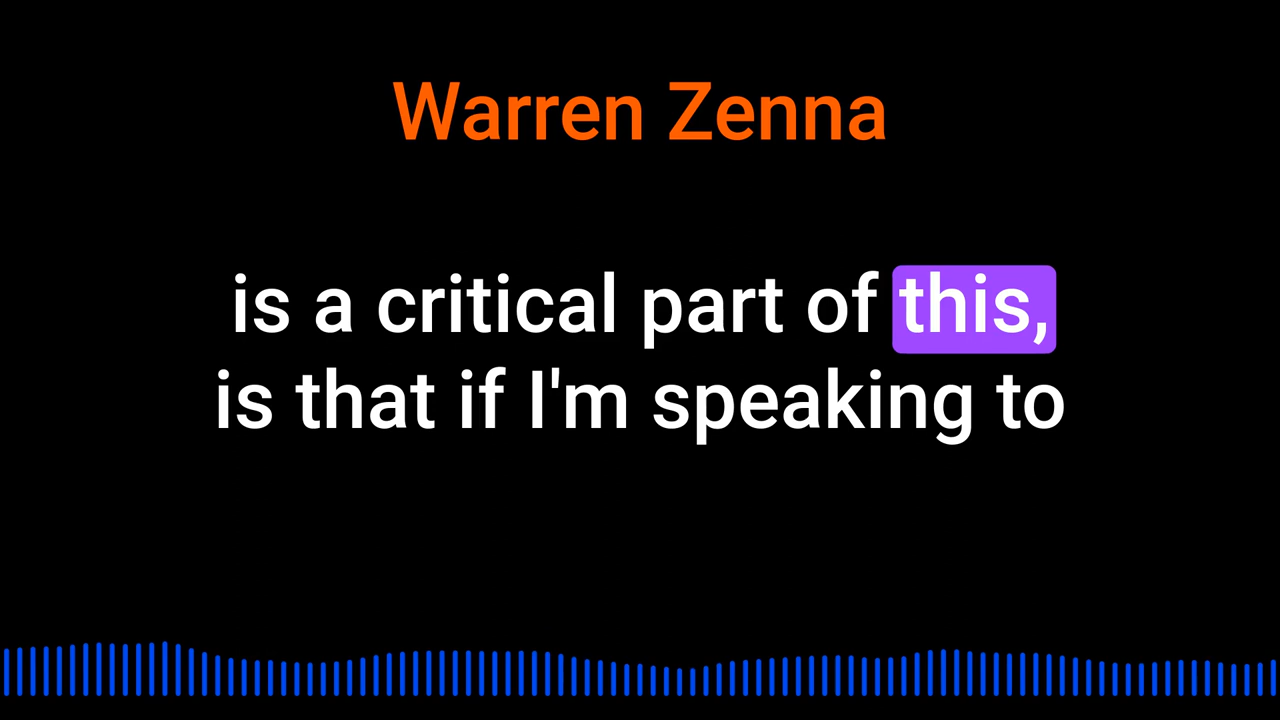 Warren Zenna
is a critical part of this,
is that if I'm speaking to